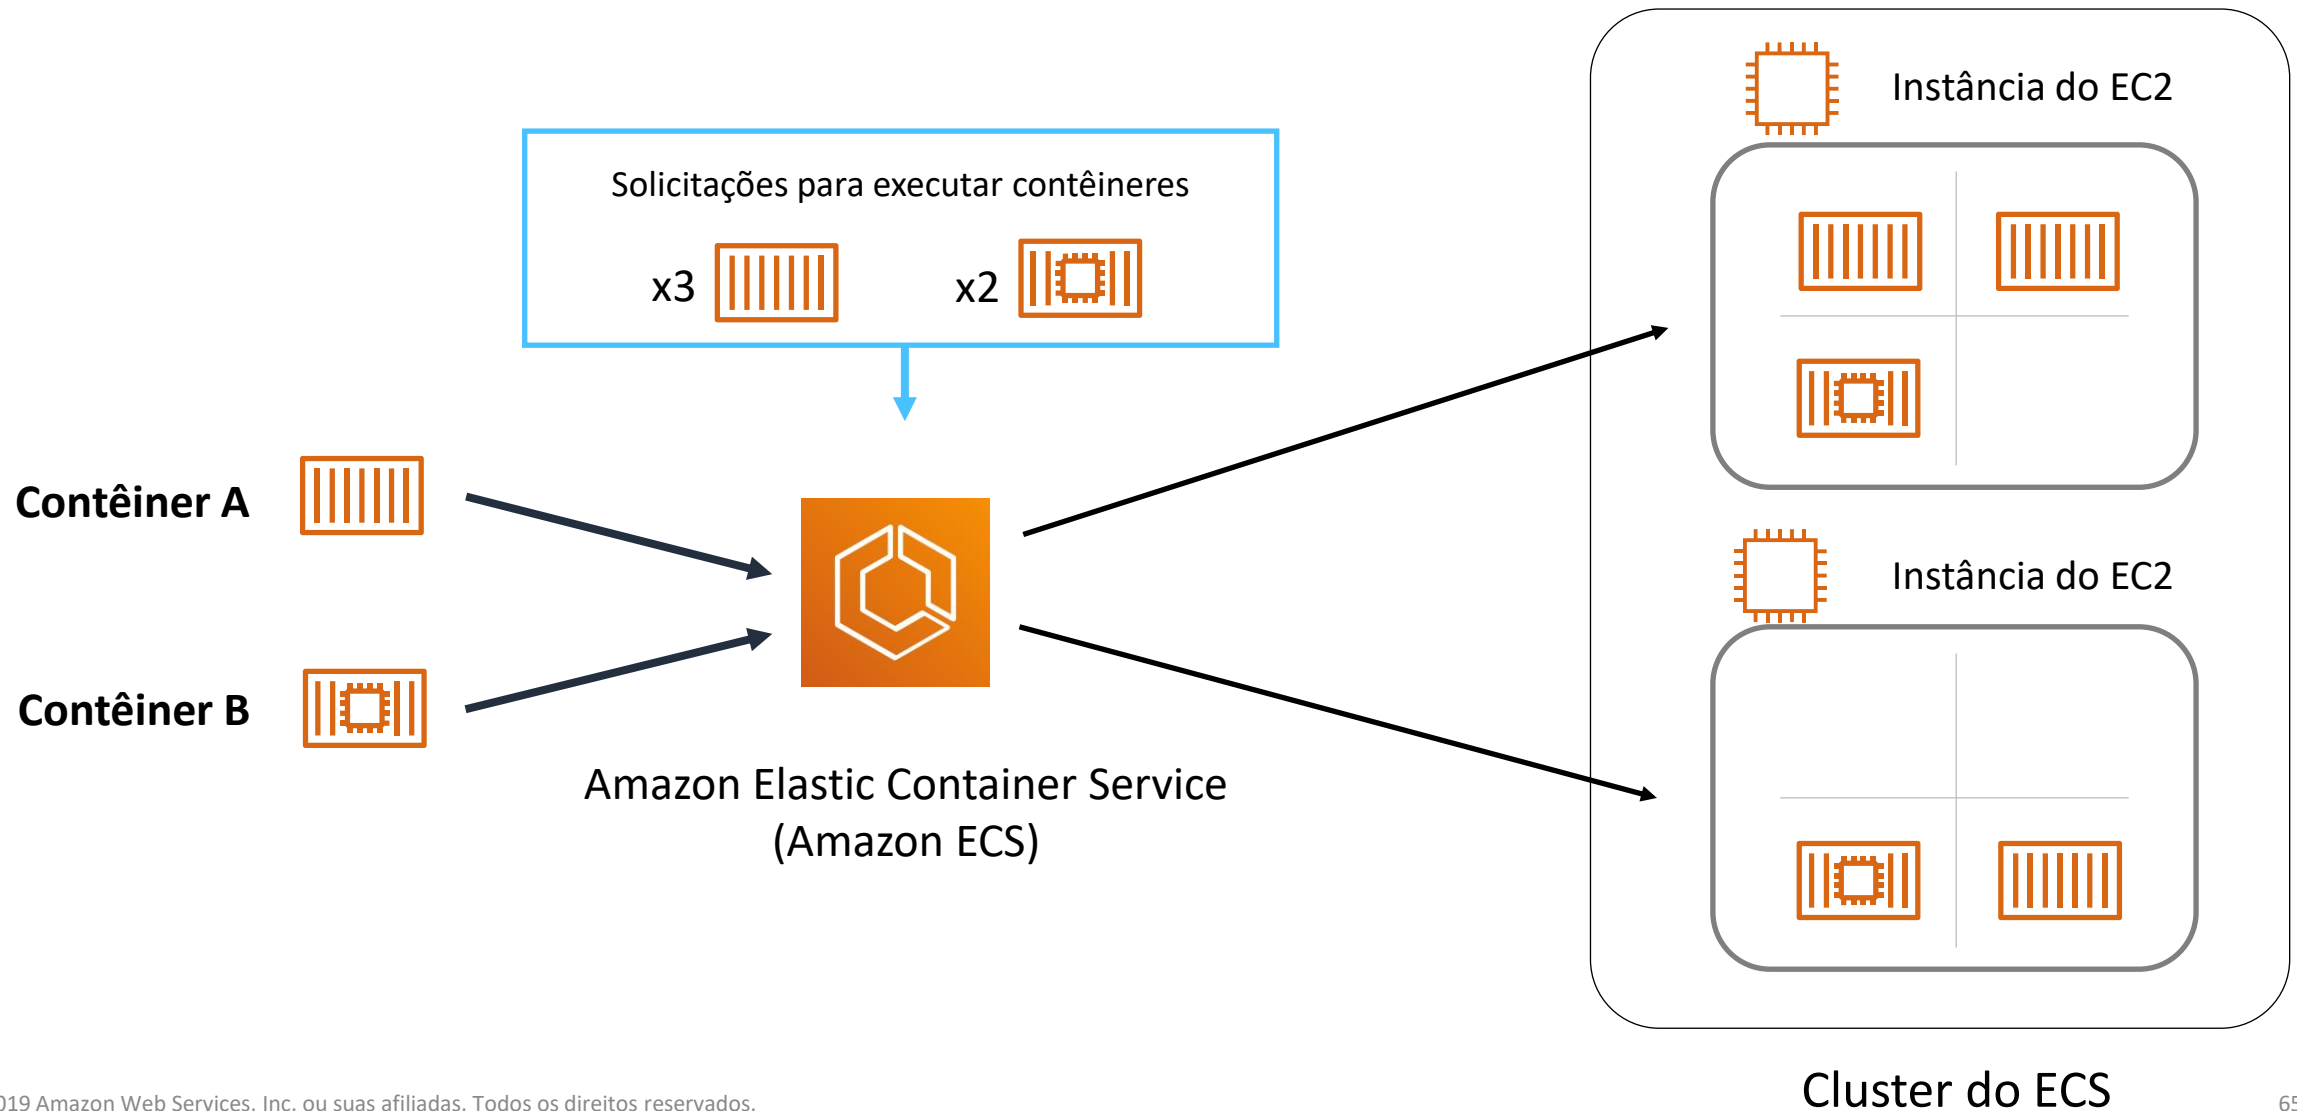 Instância do EC2
Solicitações para executar contêineres
x3
x2
Contêiner A
Instância do EC2
Contêiner B
Amazon Elastic Container Service
(Amazon ECS)
Cluster do ECS
019 Amazon Web Services, Inc. ou suas afiliadas. Todos os direitos reservados.
65